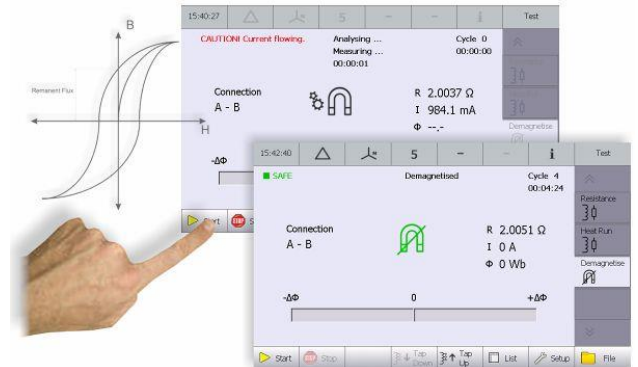 B
Remanent Flux
H
15:40:27
5
-
-
i
Test
CAUTION! Current flowing.
Analysing ...
Measuring ...
00:00:01
Cycle 0
00:00:00
Connection
A - B
R 2.0037 Ω
I 984.1 mA
Φ --.-
Demagnetise
-ΔΦ
Start
15:42:40
5
-
-
i
Test
SAFE
Demagnetised
Cycle 4
00:04:24
Resistance
Heat Run
Demagnetise
Connection
A - B
R 2.0051 Ω
I 0 A
Φ 0 Wb
-ΔΦ
0
+ΔΦ
Start
STOP
Stop
Tap Down
Tap Up
List
Setup
File